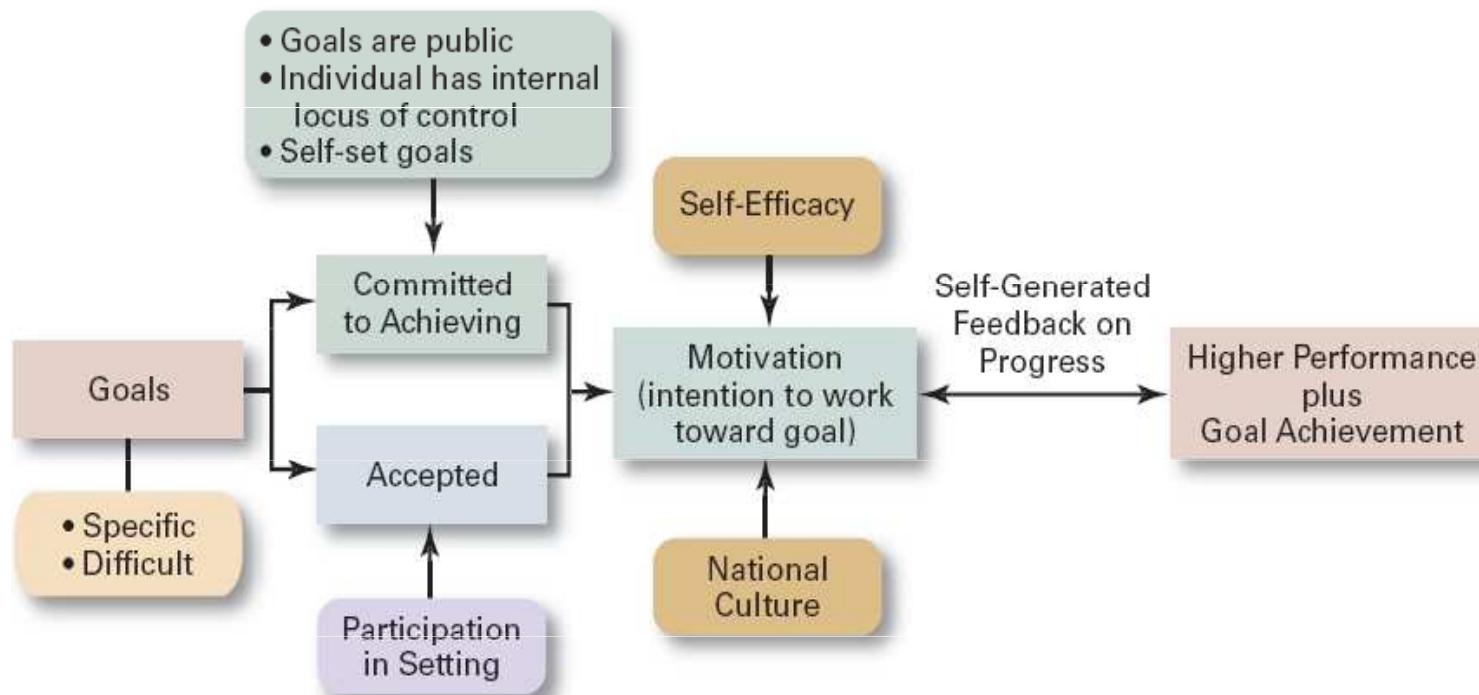 • Goals are public
• Individual has internal
locus of control
• Self-set goals
Self-Efficacy
Committed
to Achieving
Self-Generated
Feedback on
Progress
Goals
Motivation
(intention to work
toward goal)
Higher Performance
plus
Goal Achievement
Accepted
• Specific
• Difficult
National
Culture
Participation
in Setting